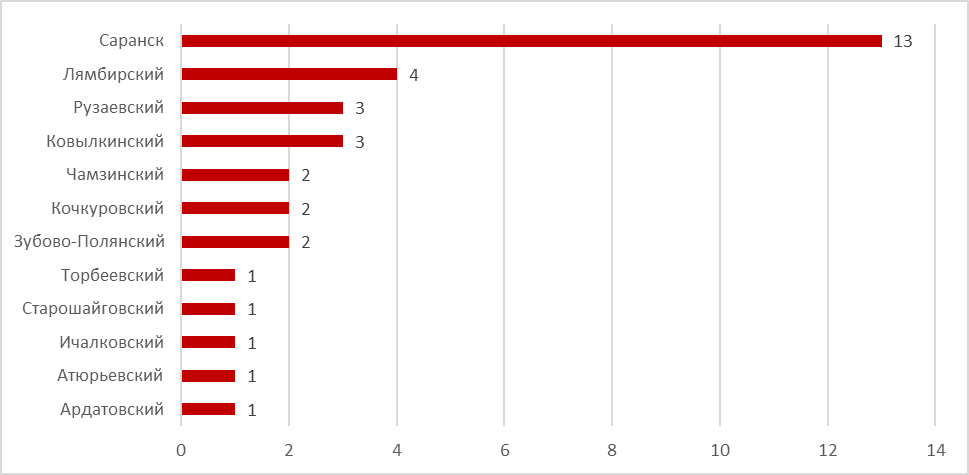 Саранск 13
Лямбирский 4
Рузаевский 3
Ковылкинский 3
Чамзинский 2
Кочкуровский 2
Зубово-Полянский 2
Торбеевский 1
Старошайговский 1
Ичалковский 1
Атюрьевский 1
Ардатовский 1
0 2 4 6 8 10 12 14